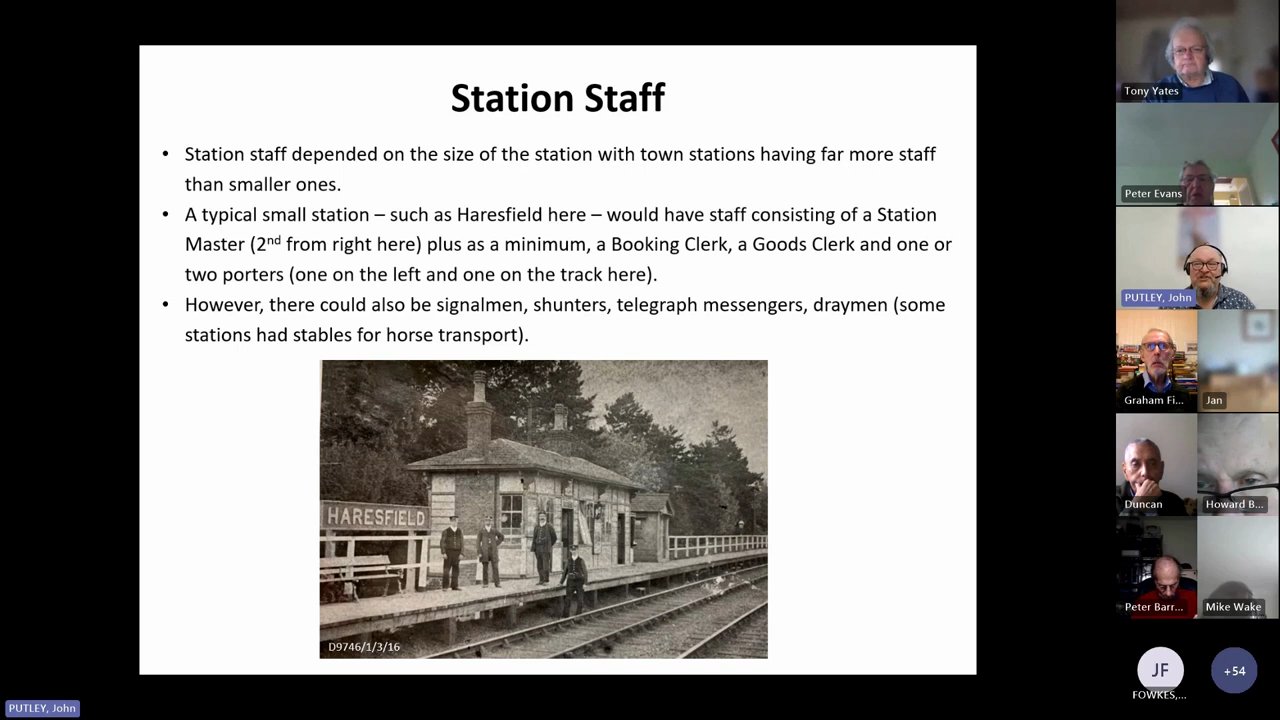 Station Staff
• Station staff depended on the size of the station with town stations having far more staff
than smaller ones.
• A typical small station – such as Haresfield here – would have staff consisting of a Station
Master (2nd from right here) plus as a minimum, a Booking Clerk, a Goods Clerk and one or
two porters (one on the left and one on the track here).
• However, there could also be signalmen, shunters, telegraph messengers, draymen (some
stations had stables for horse transport).
HARESFIELD
D9746/1/3/16
PUTLEY, John
Tony Yates
Peter Evans
PUTLEY, John
Graham Fi...
Jan
Duncan
Howard B...
Peter Barr...
Mike Wake
JF
FOWKES,...
+54